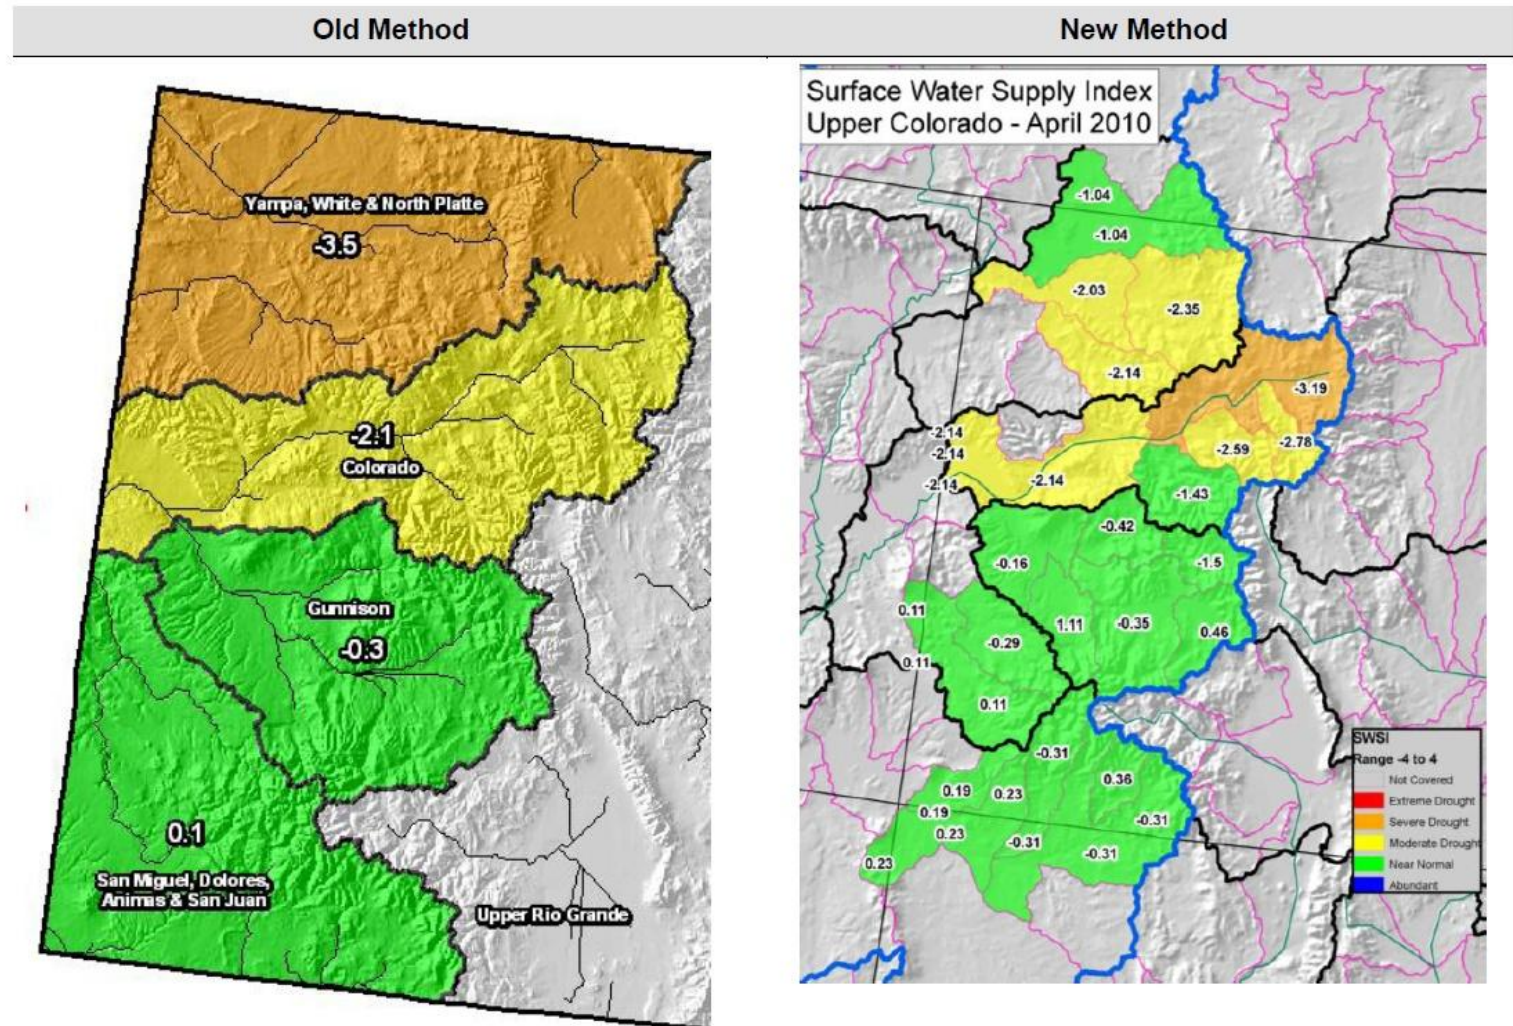 Old Method
New Method
Yampa, White & North Platte
-3.5
-2.1
Colorado
Gunnison
-0.3
0.1
San Miguel, Dolores,
Animas & San Juan
Upper Rio Grande
Surface Water Supply Index
Upper Colorado - April 2010
-1.04
-1.04
-2.03
-2.35
-2.14
-3.19
-2.14
-2.14
-2.14
-2.14
-2.59
-2.78
-1.43
-0.42
-0.16
-1.5
0.11
1.11
-0.35
0.46
-0.29
0.11
0.11
-0.31
0.36
0.19
0.23
0.19
-0.31
0.23
-0.31
-0.31
0.23
SWSI
Range -4 to 4
Not Covered
Extreme Drought
Severe Drought
Moderate Drought
Near Normal
Abundant